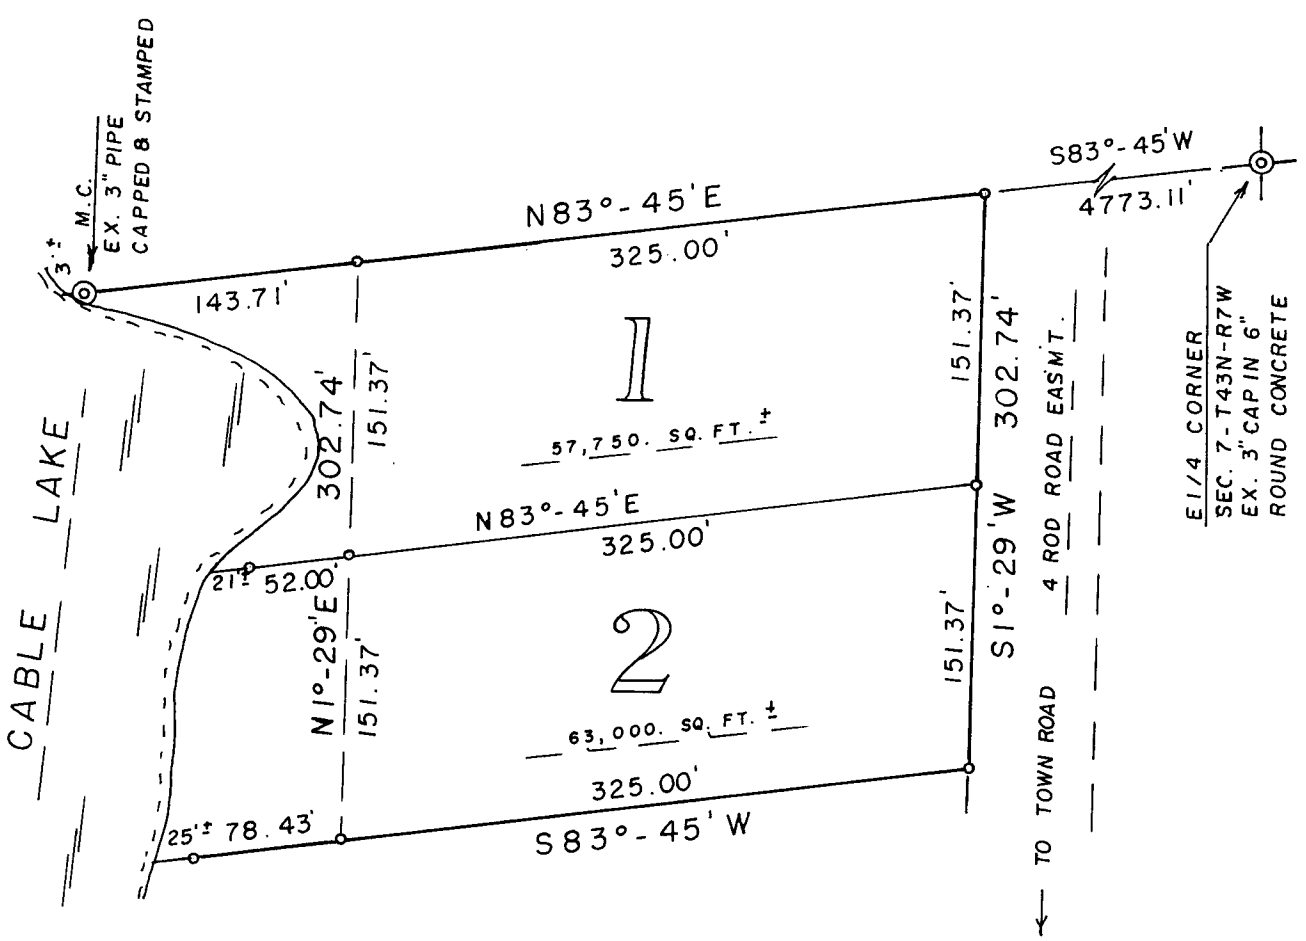 M.C.
EX. 3" PIPE
CAPPED & STAMPED
3'±
143.71'
N83°-45'E
325.00'
S83°-45'W
4773.11'
E1/4 CORNER
SEC. 7-T43N-R7W
EX. 3" CAP IN 6"
ROUND CONCRETE
1
57,750. SQ. FT. ±
302.74'
151.37'
151.37'
302.74'
S1°-29'W
4 ROD ROAD EASMT.
CABLE LAKE
N83°-45'E
325.00'
21'± 52.00'
N1°-29'E
151.37'
2
63,000. SQ. FT. ±
151.37'
325.00'
S83°-45'W
25'± 78.43'
TO TOWN ROAD